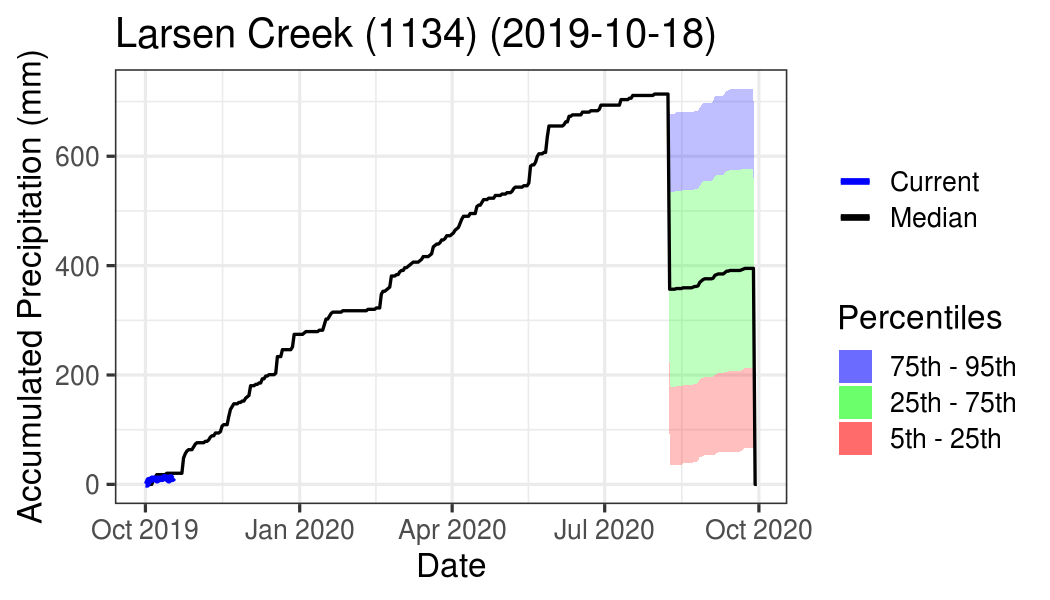 Larsen Creek (1134) (2019-10-18)
Accumulated Precipitation (mm)
600
400
200
0
Oct 2019 Jan 2020 Apr 2020 Jul 2020 Oct 2020
Date
Current
Median
Percentiles
75th - 95th
25th - 75th
5th - 25th